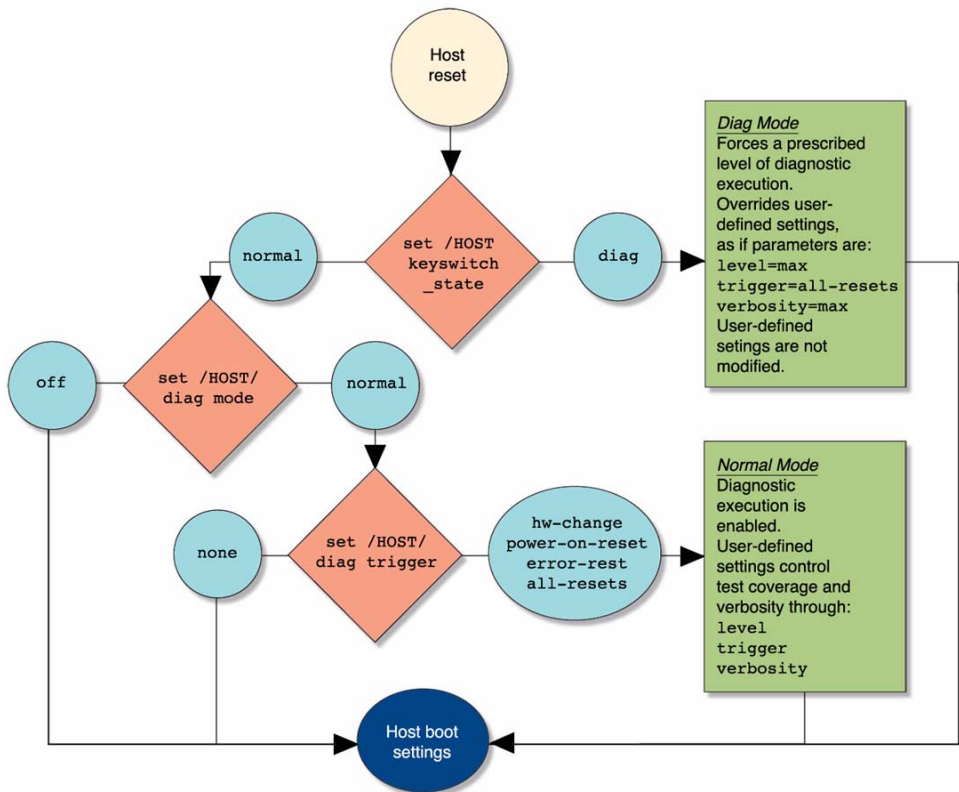 Host
reset
set /HOST
keyswitch
_state
normal
diag
Diag Mode
Forces a prescribed
level of diagnostic
execution.
Overrides user-
defined settings,
as if parameters are:
level=max
trigger=all-resets
verbosity=max
User-defined
setings are not
modified.
off
set /HOST/
diag mode
normal
none
set /HOST/
diag trigger
hw-change
power-on-reset
error-rest
all-resets
Normal Mode
Diagnostic
execution is
enabled.
User-defined
settings control
test coverage and
verbosity through:
level
trigger
verbosity
Host boot
settings